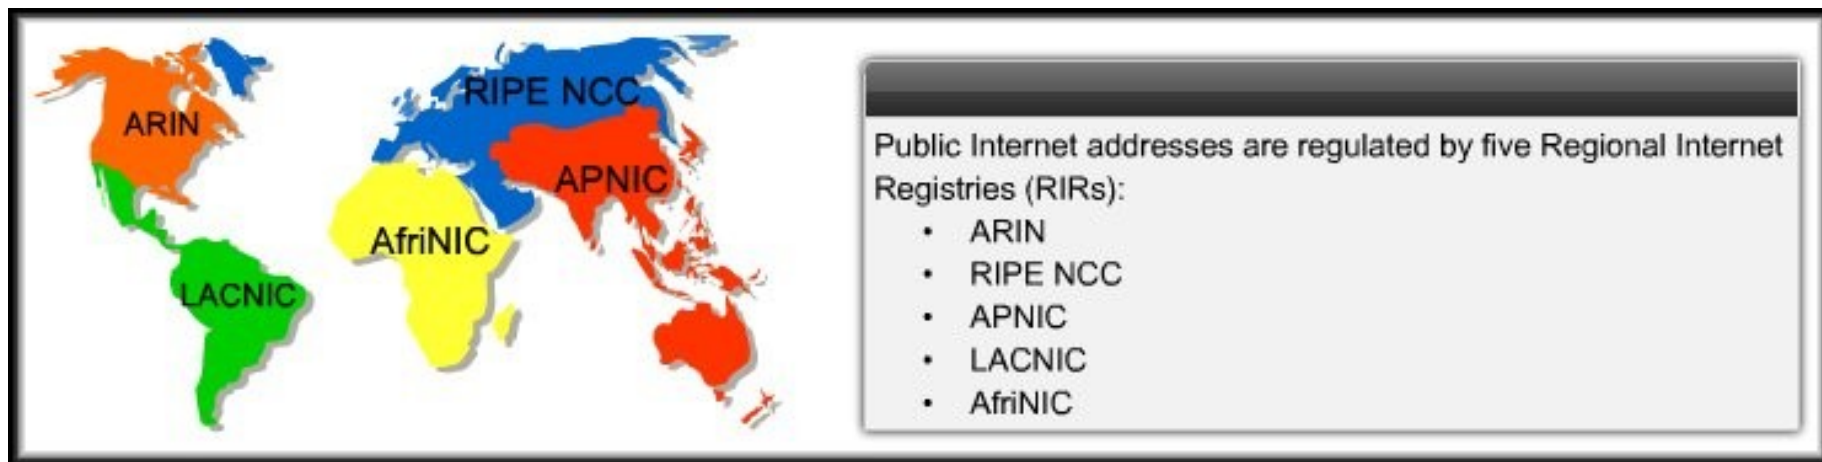 ARIN
RIPE NCC
APNIC
AfriNIC
LACNIC
Public Internet addresses are regulated by five Regional Internet
Registries (RIRs):
• ARIN
• RIPE NCC
• APNIC
• LACNIC
• AfriNIC